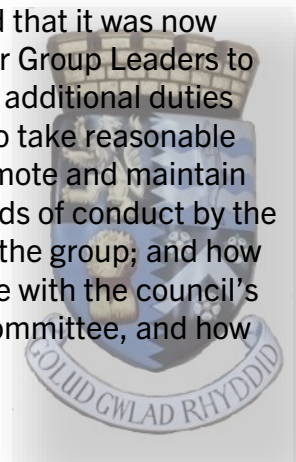 d that it was now
r Group Leaders to
additional duties
o take reasonable
mote and maintain
ds of conduct by the
the group; and how
e with the council's
ommittee, and how
GOLUD GWLAD RHYDDID